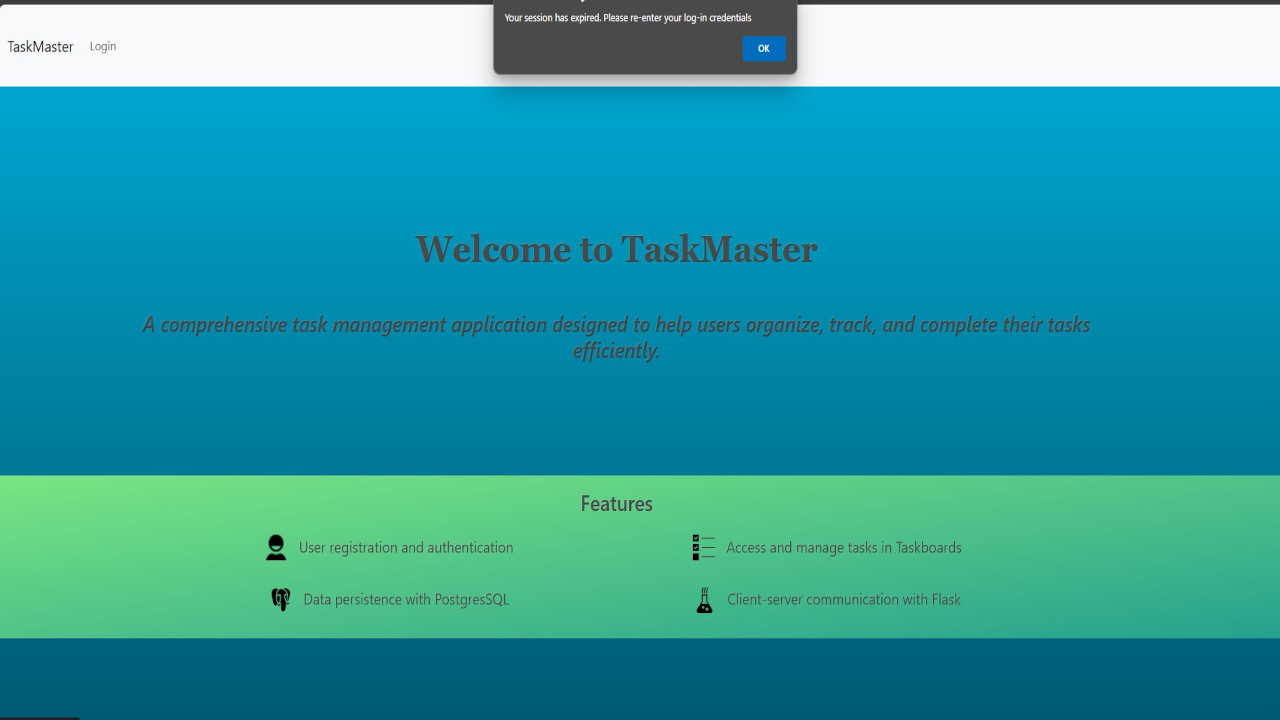 Your session has expired. Please re-enter your log-in credentials
OK
TaskMaster Login
Welcome to TaskMaster
A comprehensive task management application designed to help users organize, track, and complete their tasks
efficiently.
Features
User registration and authentication
Access and manage tasks in Taskboards
Data persistence with PostgresSQL
Client-server communication with Flask